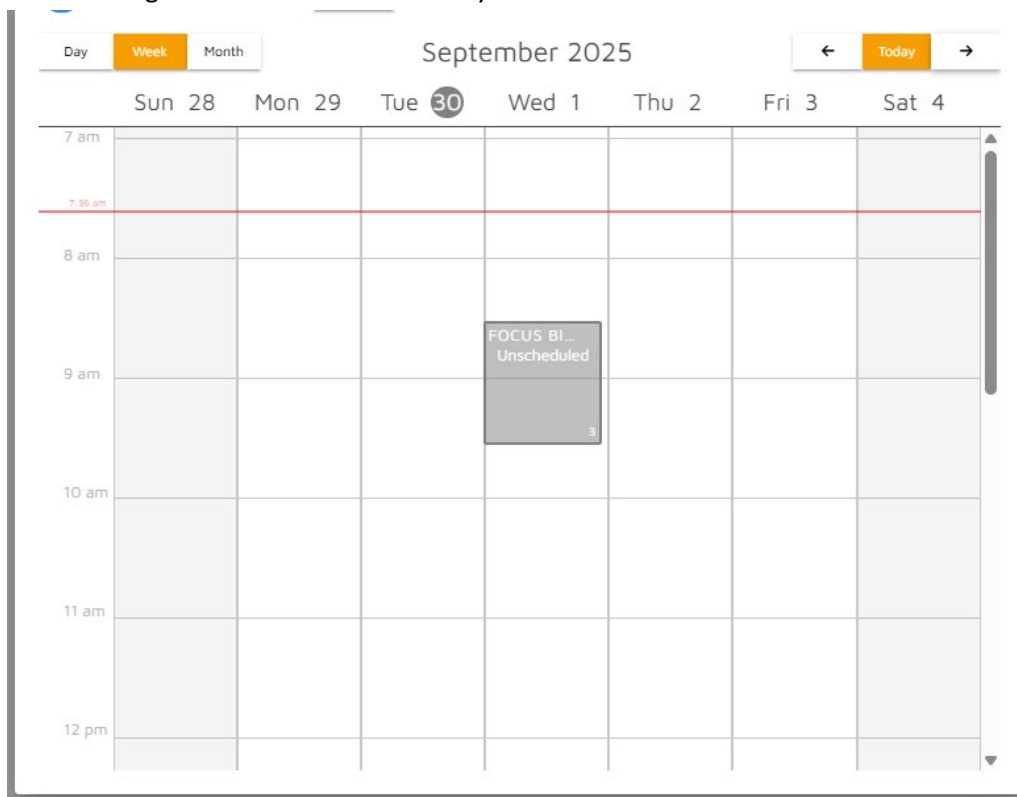 Day Week Month September 2025 ← Today →
Sun 28 Mon 29 Tue 30 Wed 1 Thu 2 Fri 3 Sat 4
7 am
7:36 am
8 am
FOCUS BI...
Unscheduled
9 am
3
10 am
11 am
12 pm